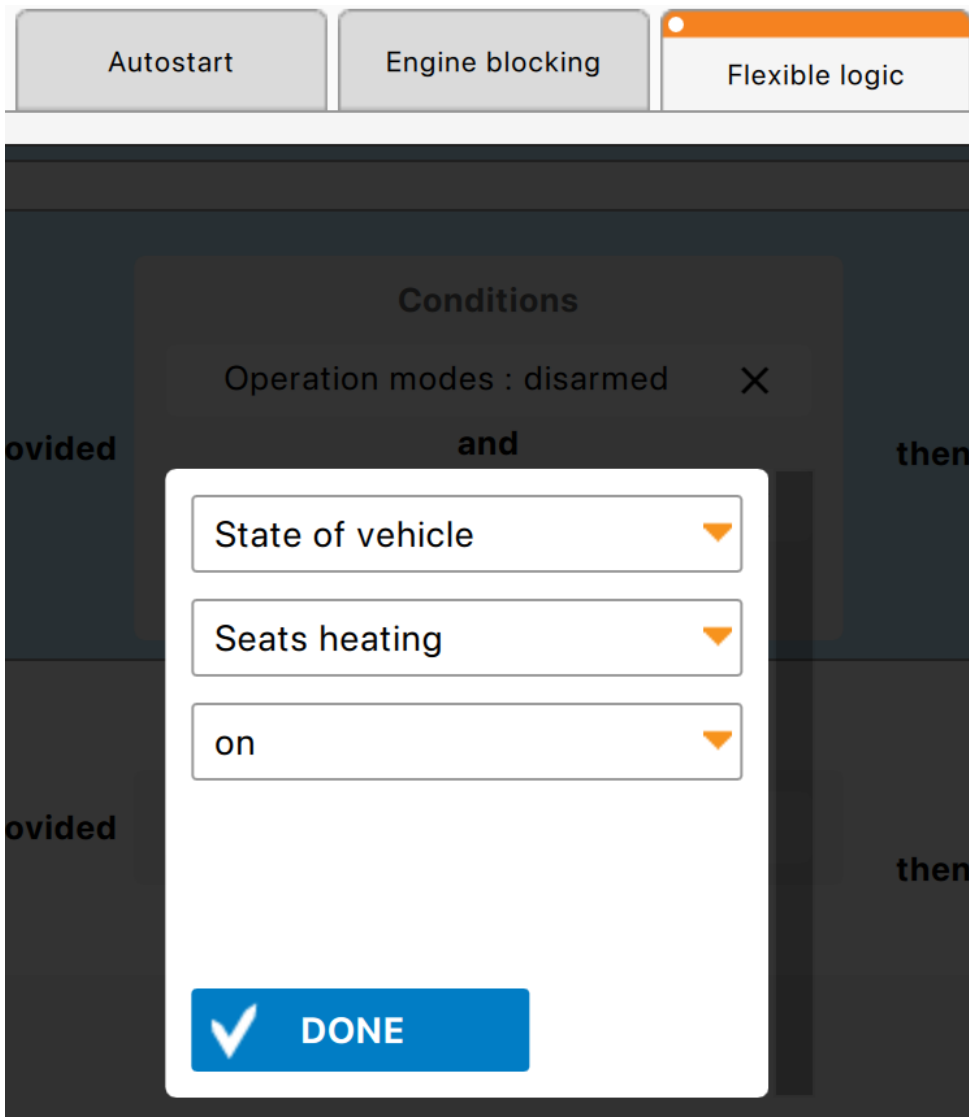 Autostart
Engine blocking
Flexible logic
Conditions
Operation modes : disarmed
and
ovided
then
State of vehicle
Seats heating
on
ovided
then
DONE